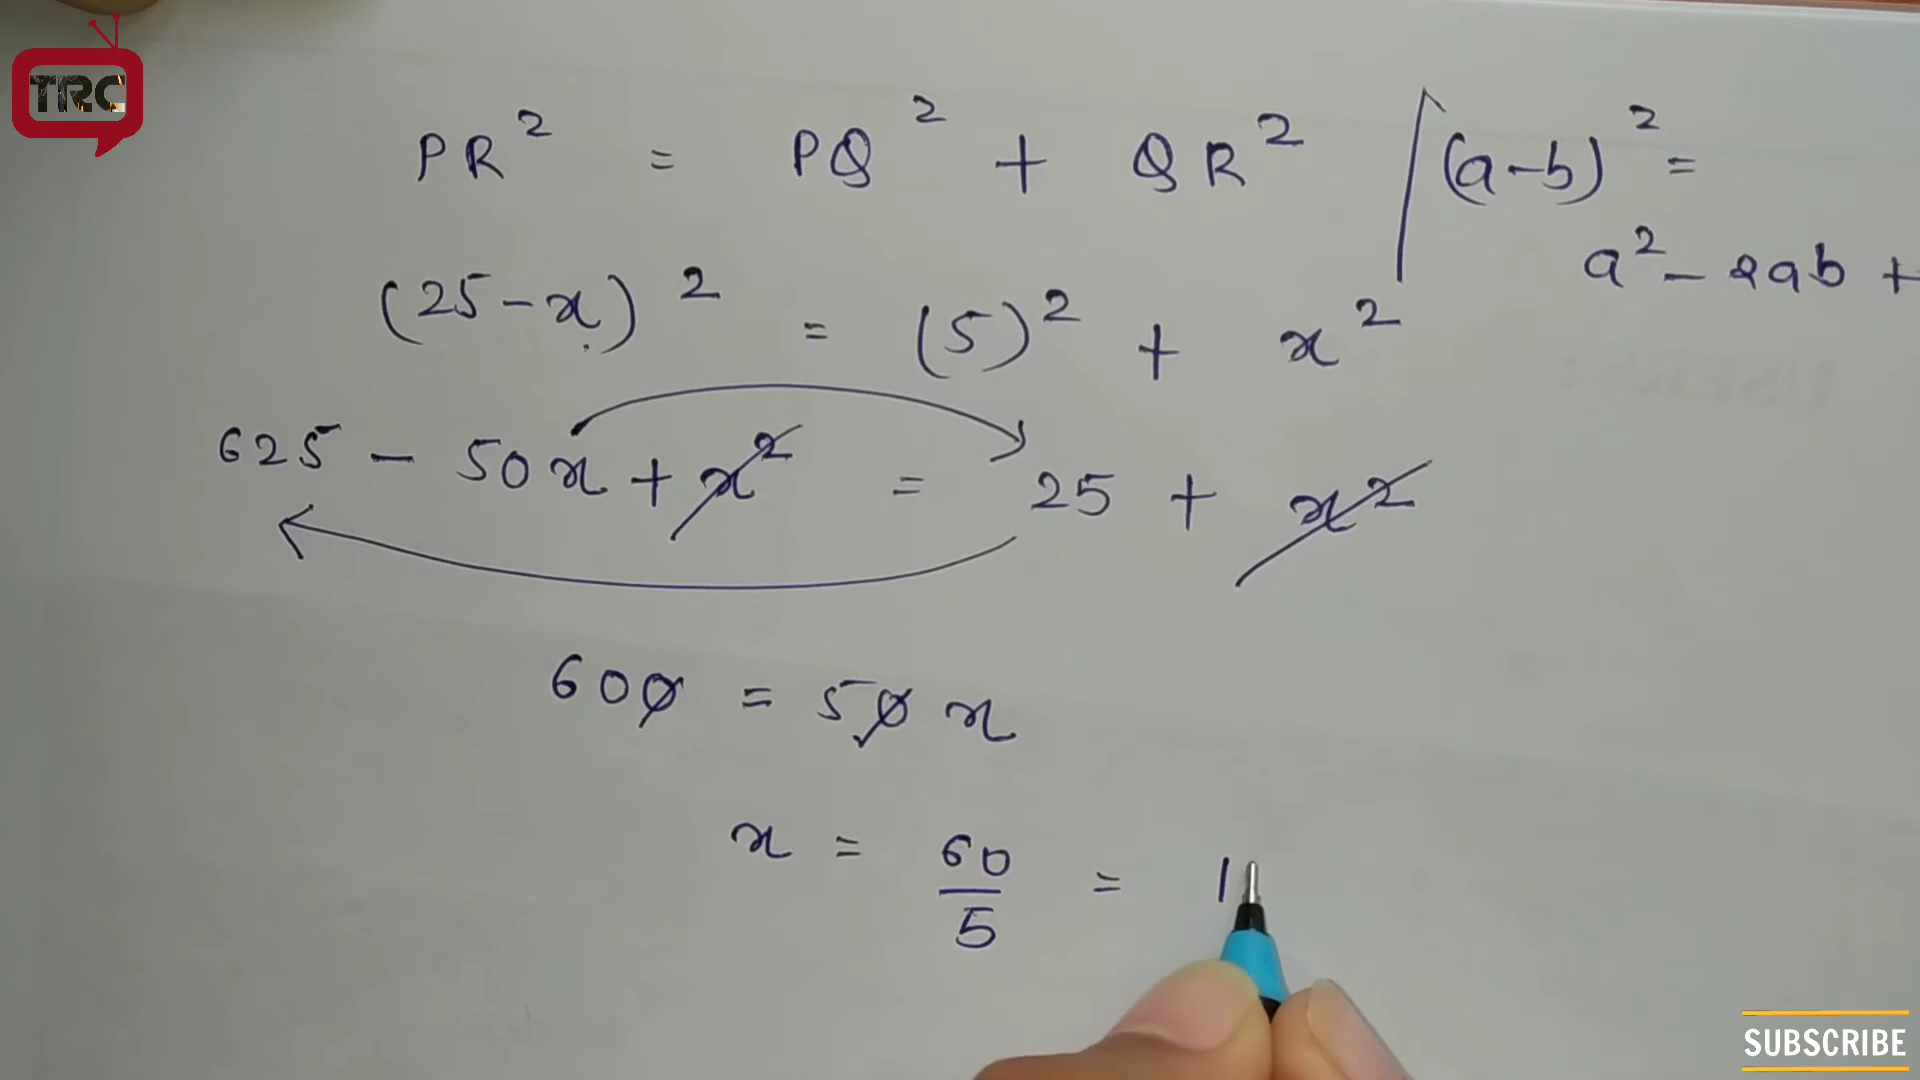 TRC
PR² = PQ² + QR² | (a-b)² =
a² - 2ab +
(25-x)² = (5)² + x²
625 - 50x + x² = 25 + x²
600 = 50x
x = 60/5 = 1
SUBSCRIBE